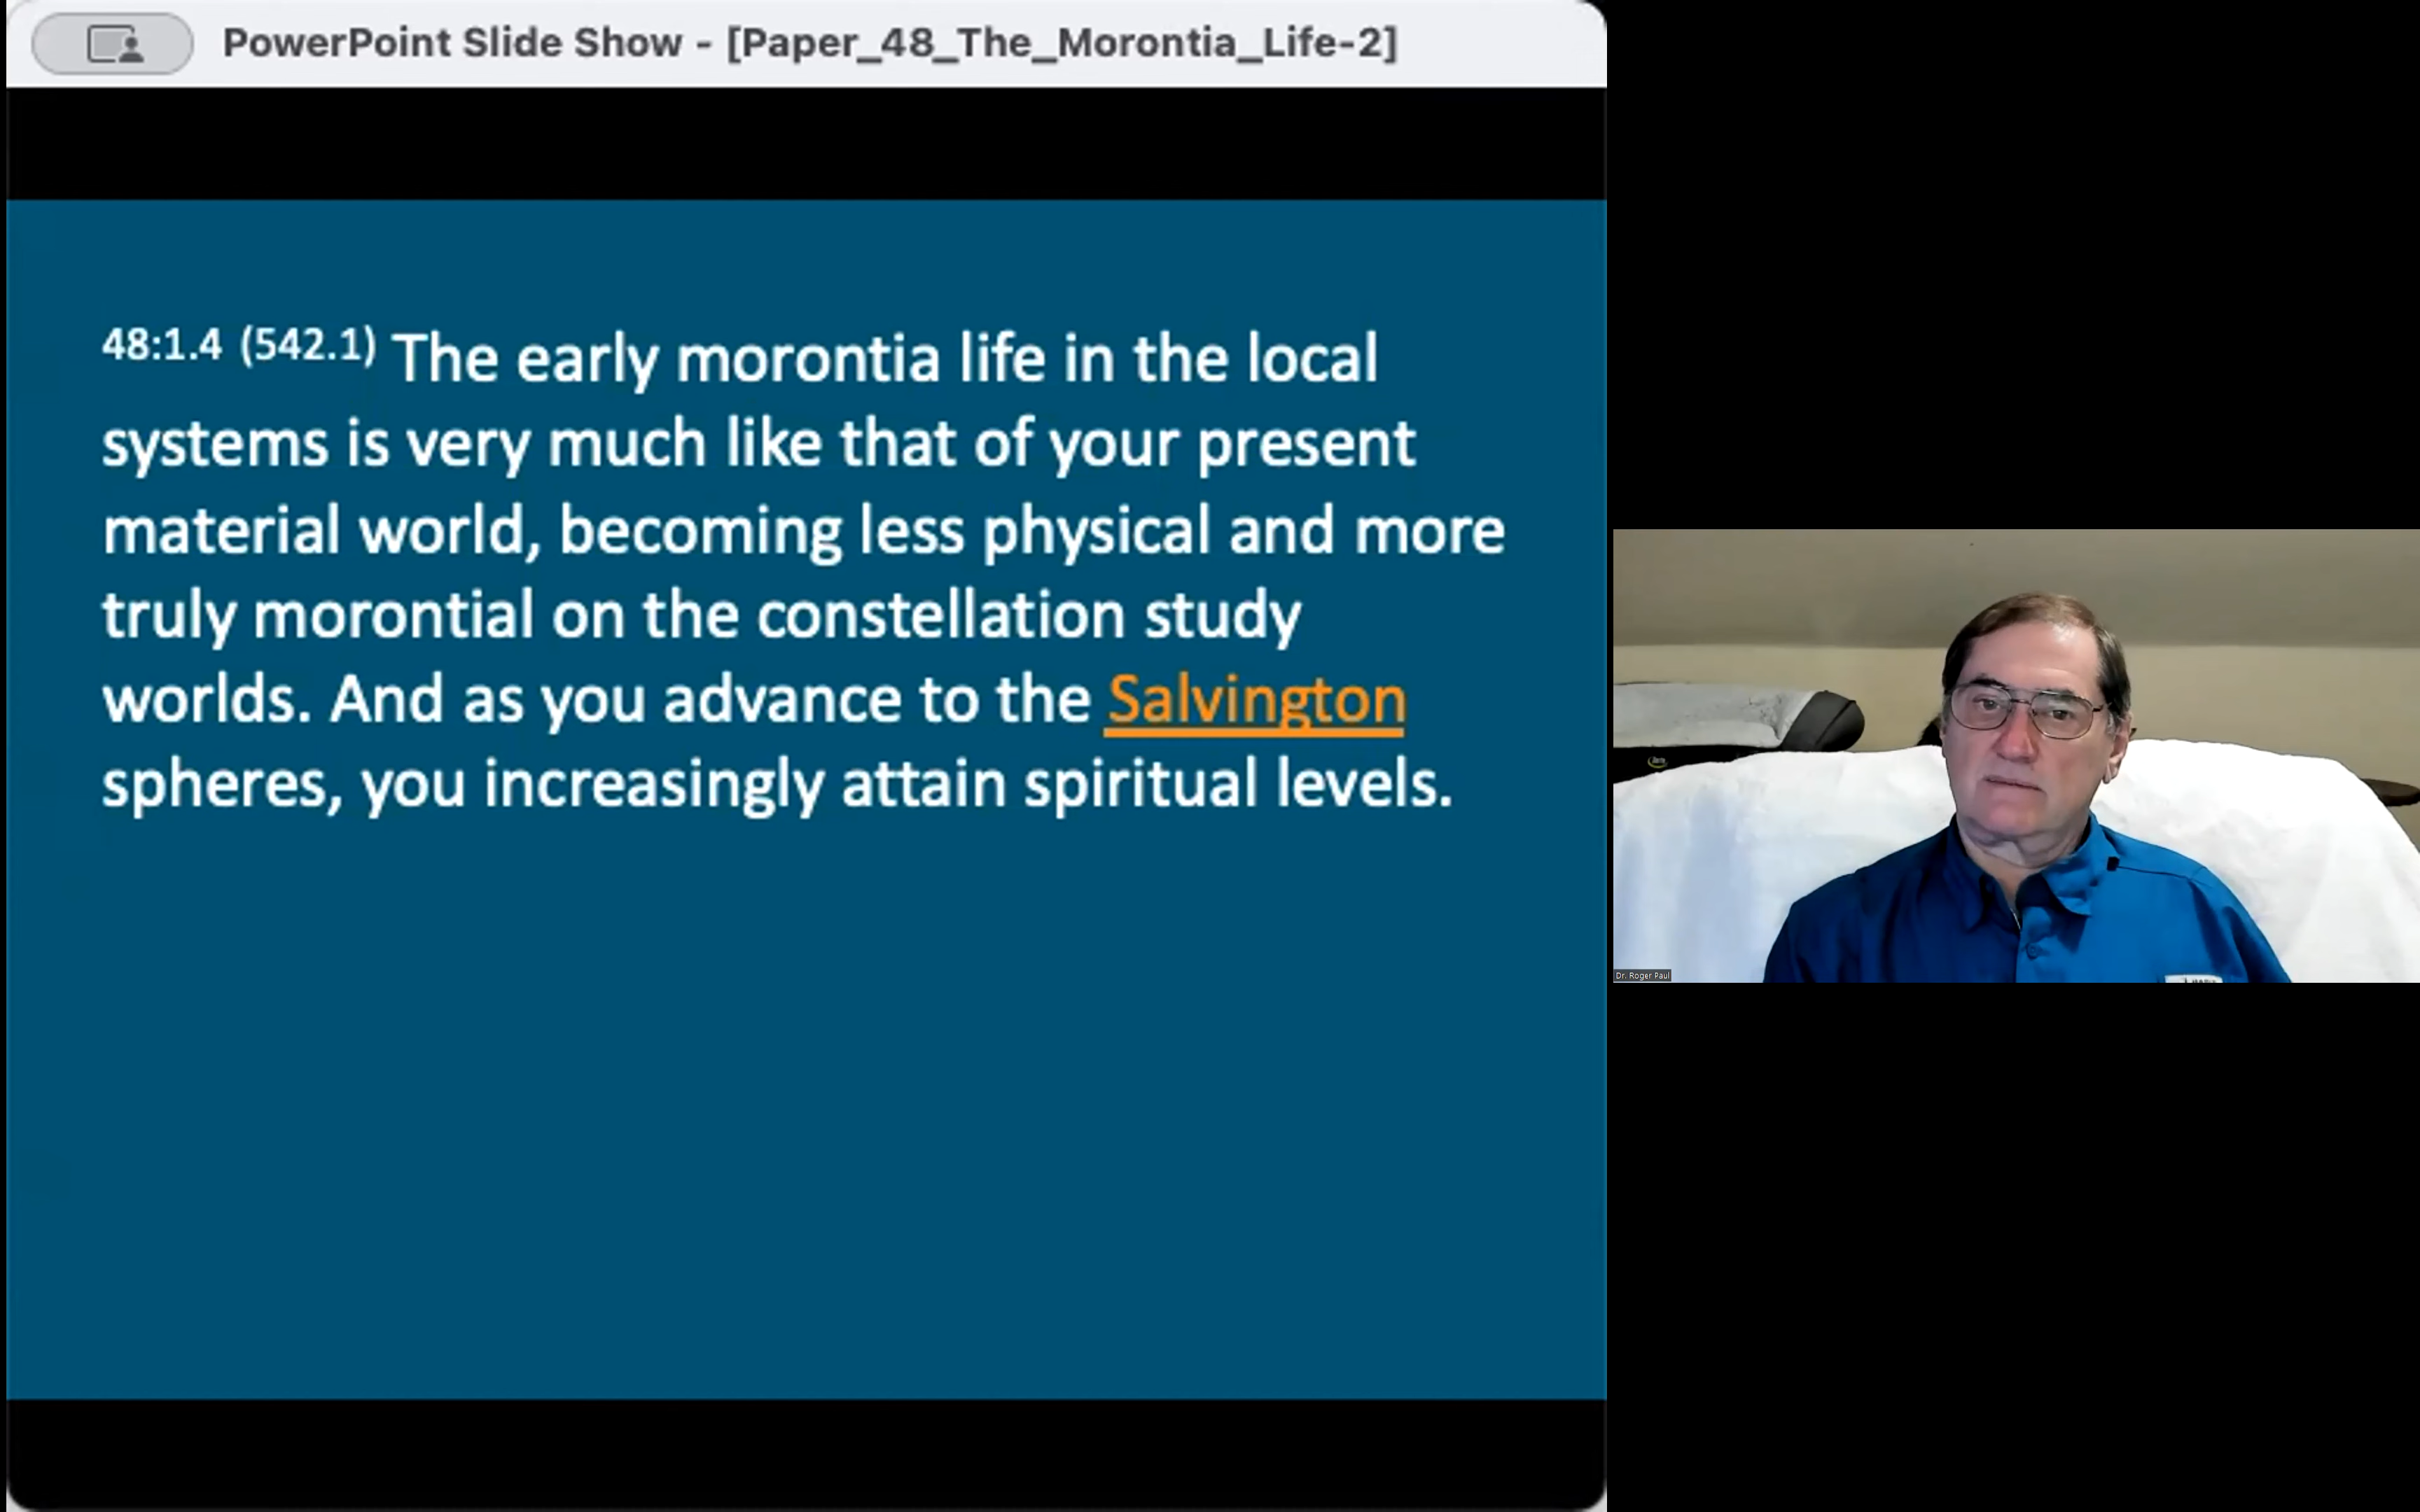 PowerPoint Slide Show - [Paper_48_The_Morontia_Life-2]
48:1.4 (542.1) The early morontia life in the local
systems is very much like that of your present
material world, becoming less physical and more
truly morontial on the constellation study
worlds. And as you advance to the Salvington
spheres, you increasingly attain spiritual levels.
Dr. Roger Paul